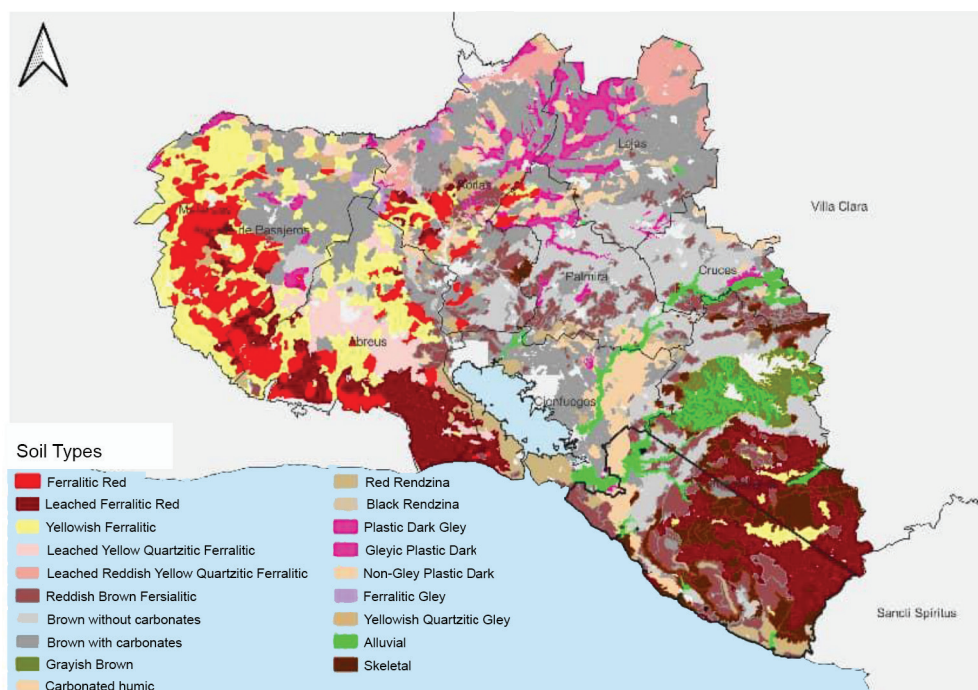 Lajas
Rodas
Villa Clara
de Pasajeros
Cruces
Palmira
Abreus
Cienfuegos
Sancti Spíritus
Soil Types
Ferralitic Red
Leached Ferralitic Red
Yellowish Ferralitic
Leached Yellow Quartzitic Ferralitic
Leached Reddish Yellow Quartzitic Ferralitic
Reddish Brown Fersialitic
Brown without carbonates
Brown with carbonates
Grayish Brown
Carbonated humic
Red Rendzina
Black Rendzina
Plastic Dark Gley
Gleyic Plastic Dark
Non-Gley Plastic Dark
Ferralitic Gley
Yellowish Quartzitic Gley
Alluvial
Skeletal